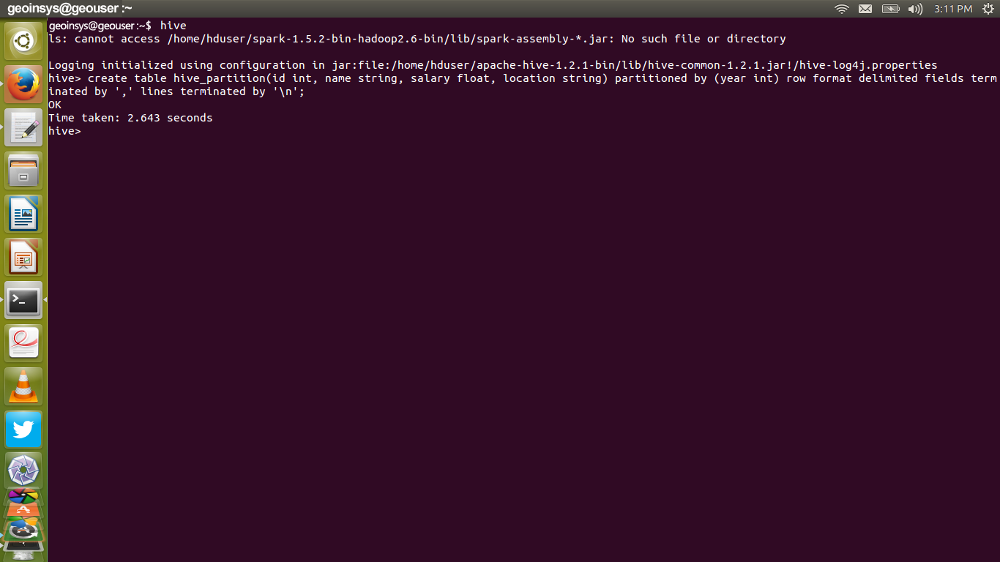 geoinsys@geouser :~
3:11 PM
geoinsys@geouser :~$ hive
ls: cannot access /home/hduser/spark-1.5.2-bin-hadoop2.6-bin/lib/spark-assembly-*.jar: No such file or directory
Logging initialized using configuration in jar:file:/home/hduser/apache-hive-1.2.1-bin/lib/hive-common-1.2.1.jar!/hive-log4j.properties
hive> create table hive_partition(id int, name string, salary float, location string) partitioned by (year int) row format delimited fields term
inated by ',' lines terminated by '\n';
OK
Time taken: 2.643 seconds
hive>